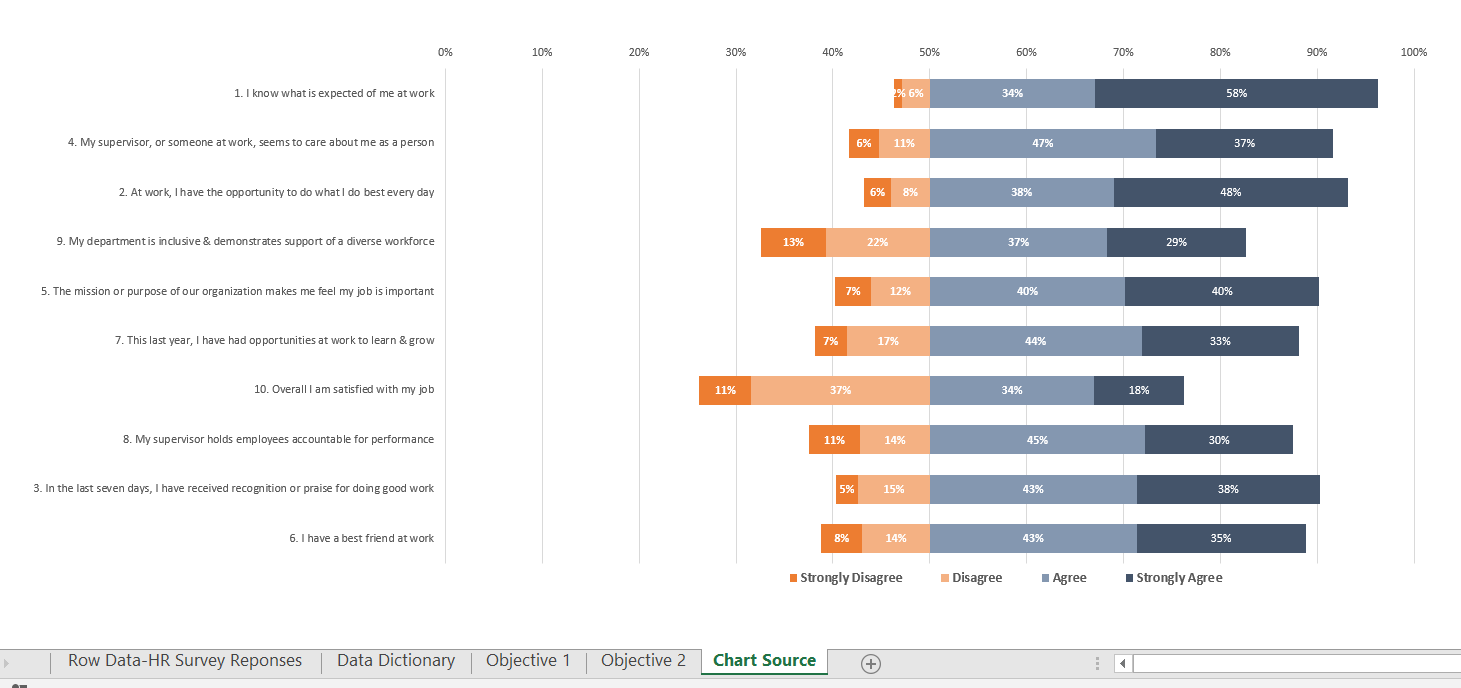 0% 10% 20% 30% 40% 50% 60% 70% 80% 90% 100%
1. I know what is expected of me at work 2% 6% 34% 58%
4. My supervisor, or someone at work, seems to care about me as a person 6% 11% 47% 37%
2. At work, I have the opportunity to do what I do best every day 6% 8% 38% 48%
9. My department is inclusive & demonstrates support of a diverse workforce 13% 22% 37% 29%
5. The mission or purpose of our organization makes me feel my job is important 7% 12% 40% 40%
7. This last year, I have had opportunities at work to learn & grow 7% 17% 44% 33%
10. Overall I am satisfied with my job 11% 37% 34% 18%
8. My supervisor holds employees accountable for performance 11% 14% 45% 30%
3. In the last seven days, I have received recognition or praise for doing good work 5% 15% 43% 38%
6. I have a best friend at work 8% 14% 43% 35%
Strongly Disagree Disagree Agree Strongly Agree
Row Data-HR Survey Reponses Data Dictionary Objective 1 Objective 2 Chart Source